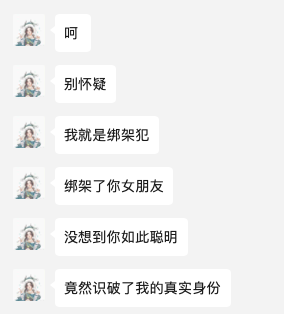 呵
别怀疑
我就是绑架犯
绑架了你女朋友
没想到你如此聪明
竟然识破了我的真实身份